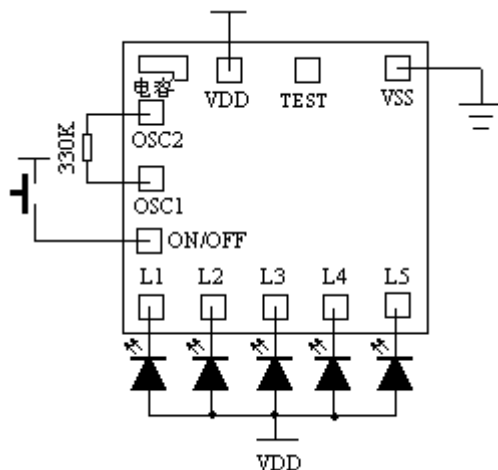 电容
VDD
TEST
VSS
OSC2
330K
OSC1
ON/OFF
L1
L2
L3
L4
L5
VDD